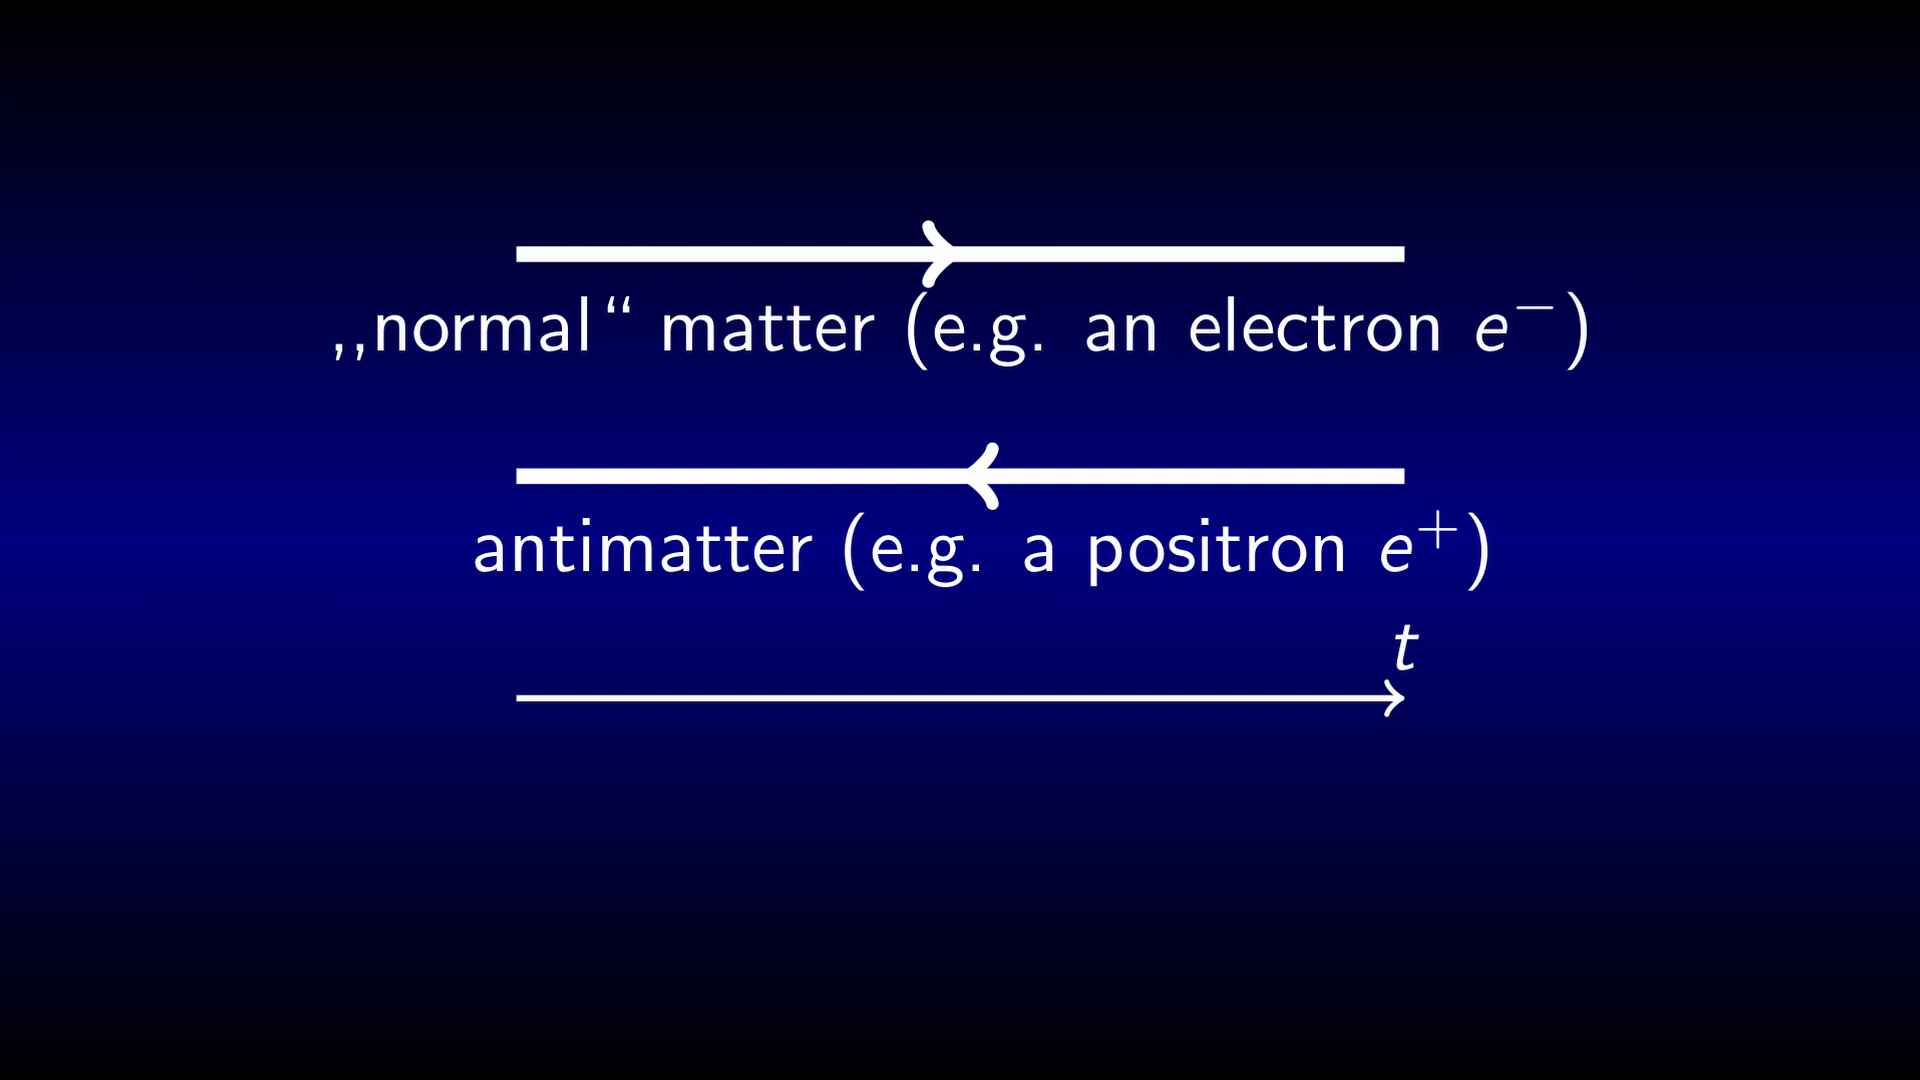 ,,normal“ matter (e.g. an electron e⁻)
antimatter (e.g. a positron e⁺)
t